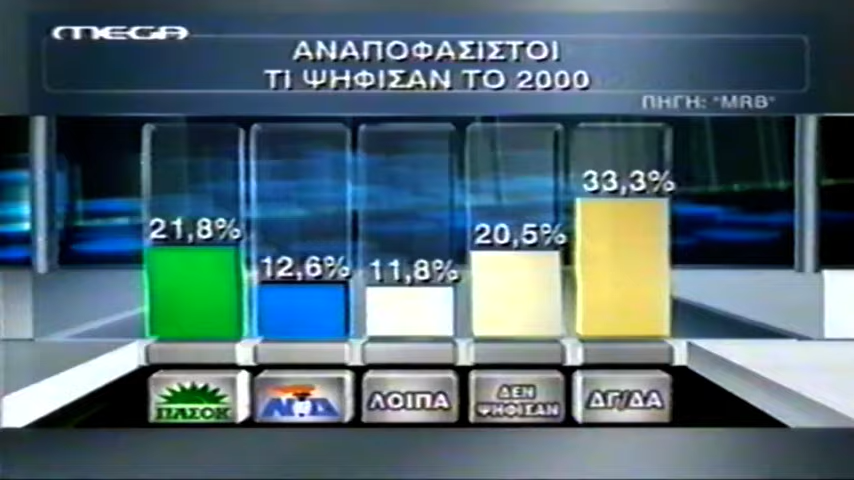 MEGA
ΑΝΑΠΟΦΑΣΙΣΤΟΙ
ΤΙ ΨΗΦΙΣΑΝ ΤΟ 2000
ΠΗΓΗ: "MRB"
21,8% 12,6% 11,8% 20,5% 33,3%
ΠΑΣΟΚ ΝΔ ΛΟΙΠΑ ΔΕΝ ΨΗΦΙΣΑΝ ΔΓ/ΔΑ